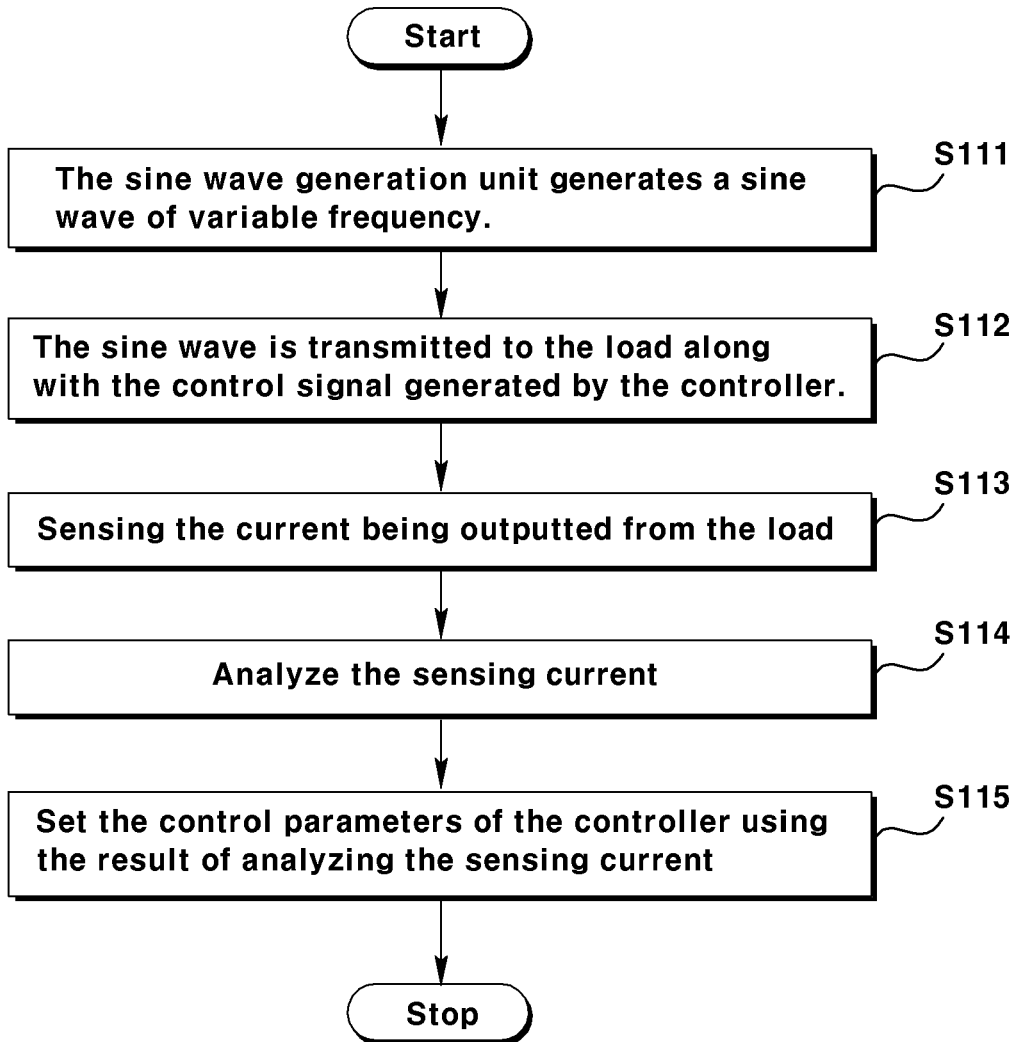 Start
S111
The sine wave generation unit generates a sine
wave of variable frequency.
S112
The sine wave is transmitted to the load along
with the control signal generated by the controller.
S113
Sensing the current being outputted from the load
S114
Analyze the sensing current
S115
Set the control parameters of the controller using
the result of analyzing the sensing current
Stop